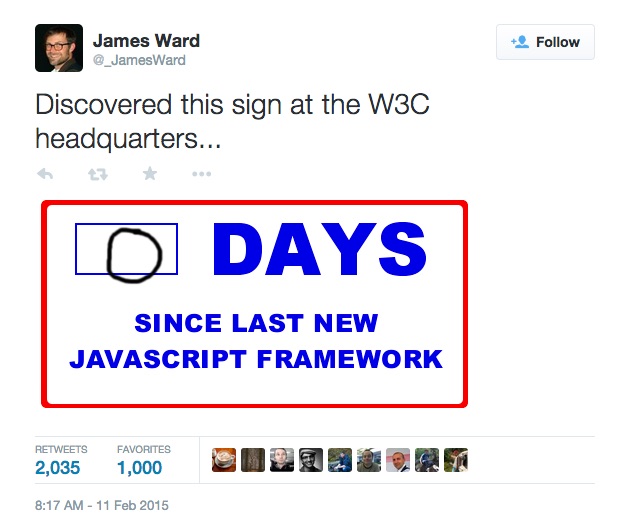 James Ward
@_JamesWard
Follow
Discovered this sign at the W3C
headquarters...
0 DAYS
SINCE LAST NEW
JAVASCRIPT FRAMEWORK
RETWEETS FAVORITES
2,035 1,000
8:17 AM - 11 Feb 2015